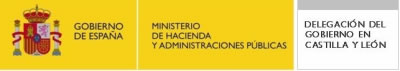 GOBIERNO
DE ESPAÑA
MINISTERIO
DE HACIENDA
Y ADMINISTRACIONES PÚBLICAS
DELEGACIÓN DEL
GOBIERNO EN
CASTILLA Y LEÓN